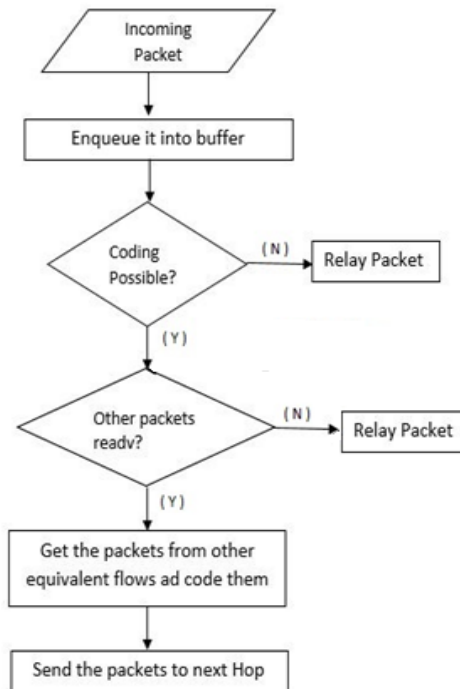 Incoming
Packet
Enqueue it into buffer
Coding
Possible?
( N )
Relay Packet
( Y )
Other packets
readv?
( N )
Relay Packet
( Y )
Get the packets from other
equivalent flows ad code them
Send the packets to next Hop